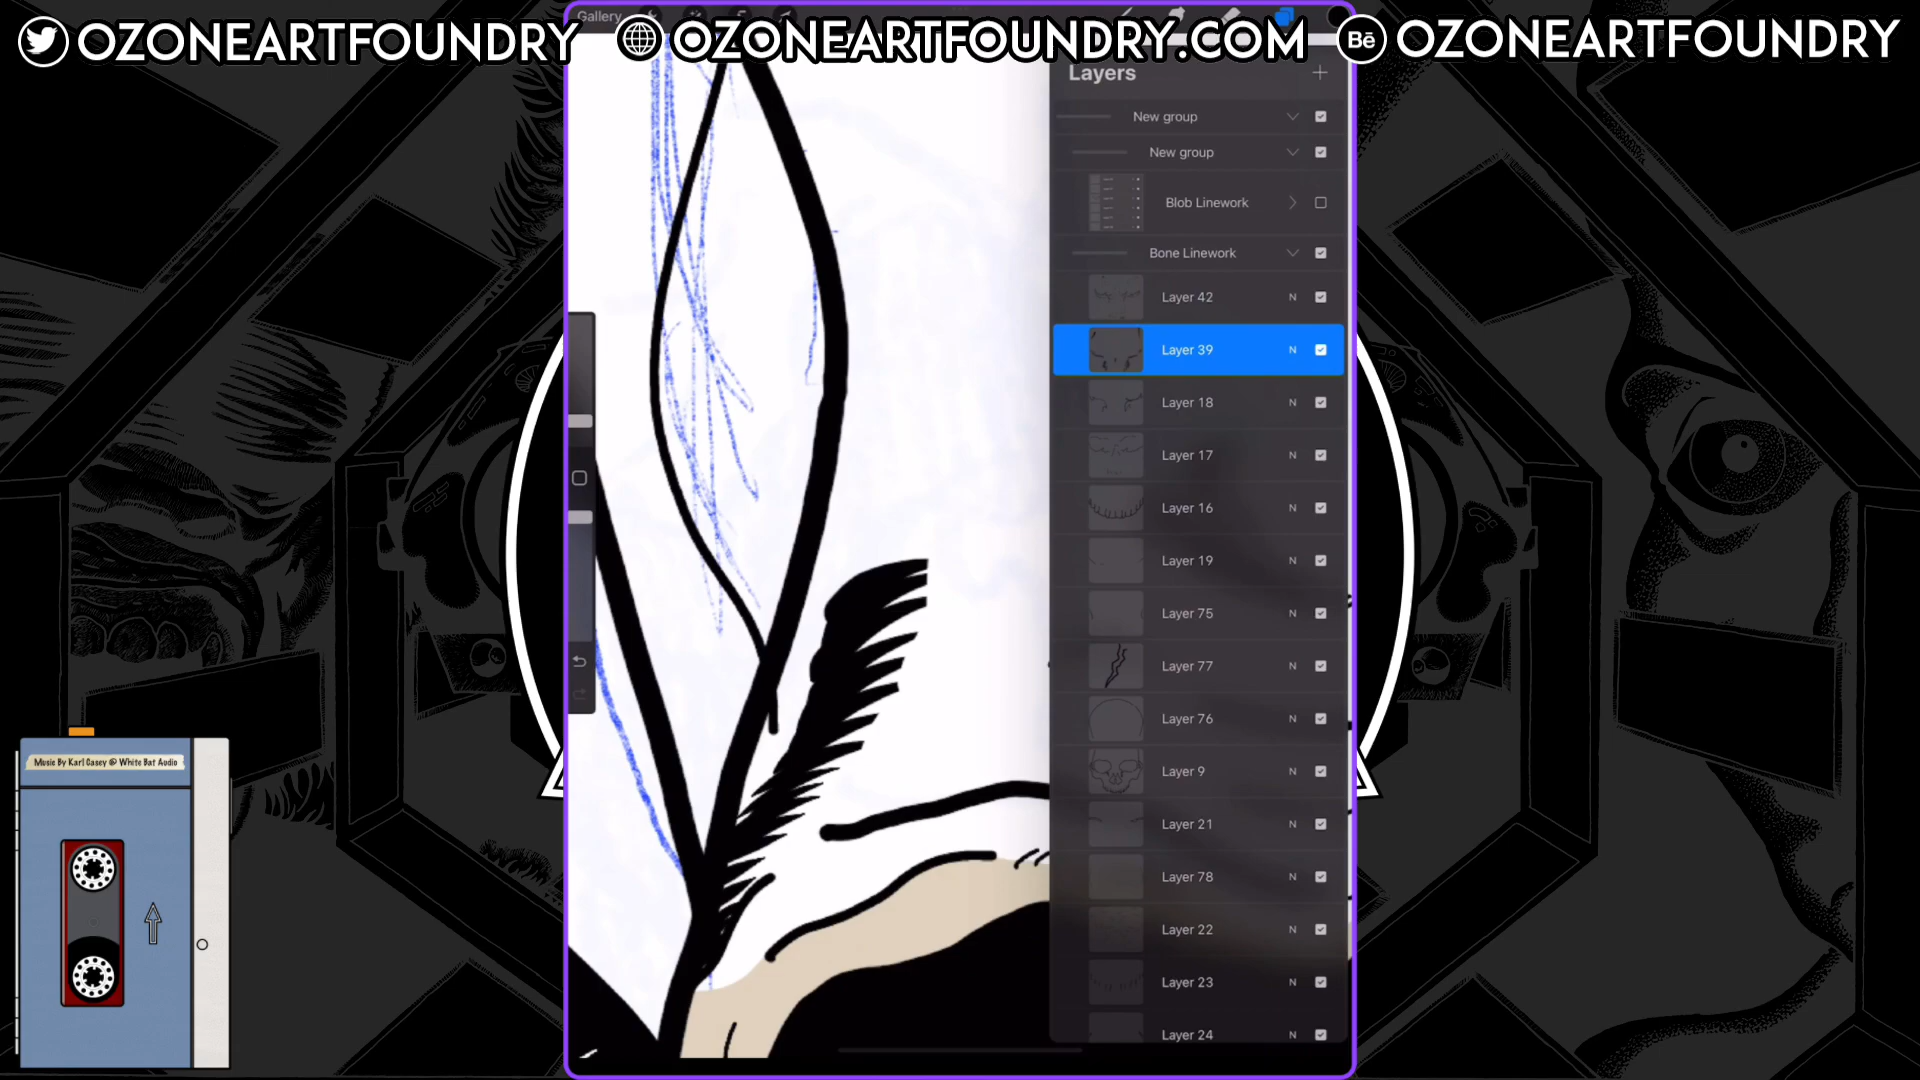 OZONEARTFOUNDRY
OZONEARTFOUNDRY.COM
Bē OZONEARTFOUNDRY
Gallery
Layers
New group
New group
Blob Linework
Bone Linework
Layer 42 N
Layer 39 N
Layer 18 N
Layer 17 N
Layer 16 N
Layer 19 N
Layer 75 N
Layer 77 N
Layer 76 N
Layer 9 N
Layer 21 N
Layer 78 N
Layer 22 N
Layer 23 N
Layer 24 N
Music By Karl Casey @ White Bat Audio